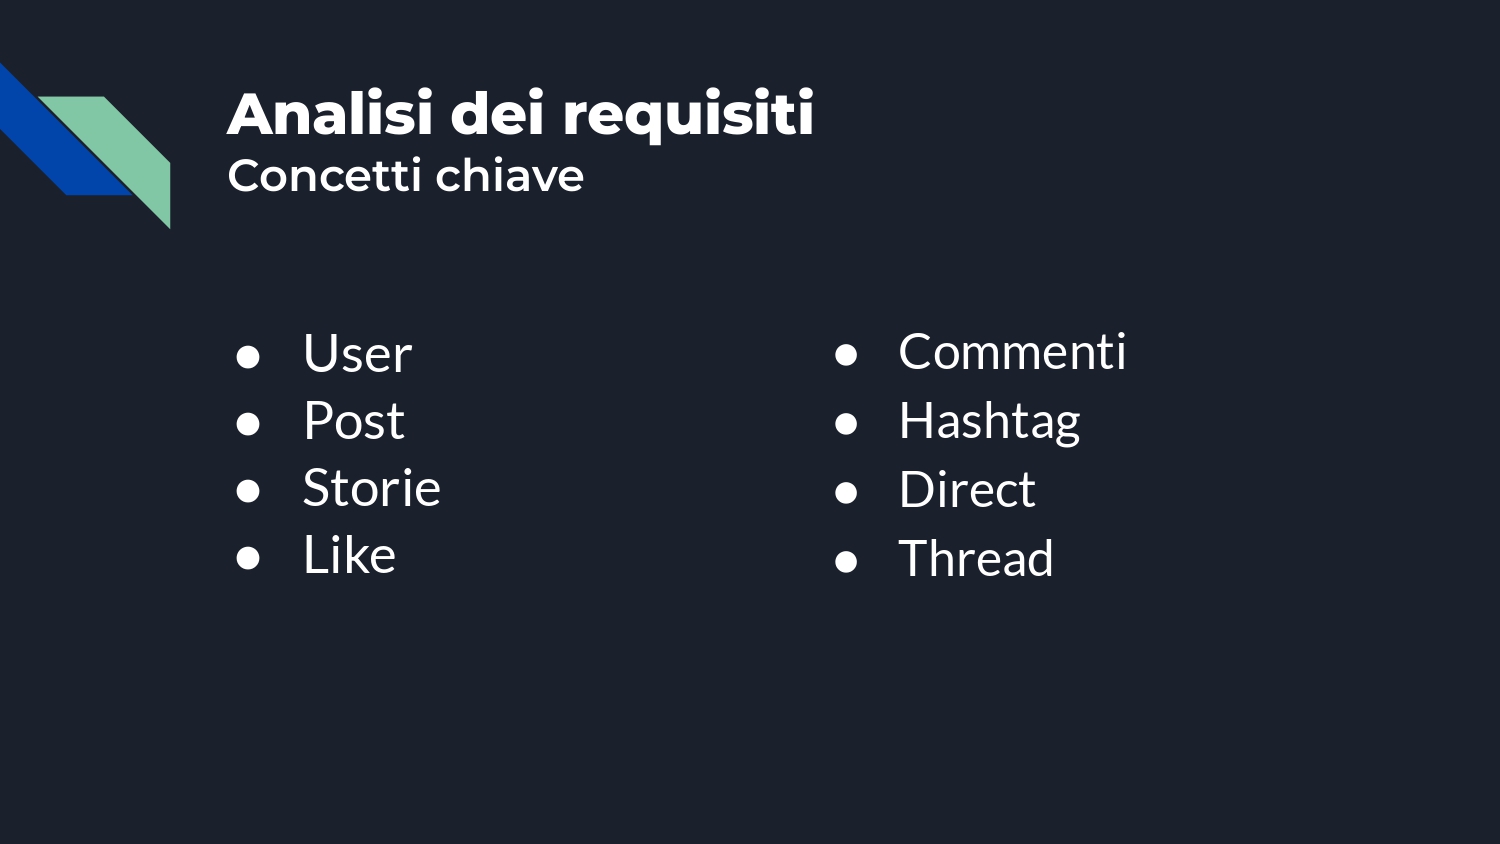 Analisi dei requisiti
Concetti chiave
● User
● Post
● Storie
● Like
● Commenti
● Hashtag
● Direct
● Thread